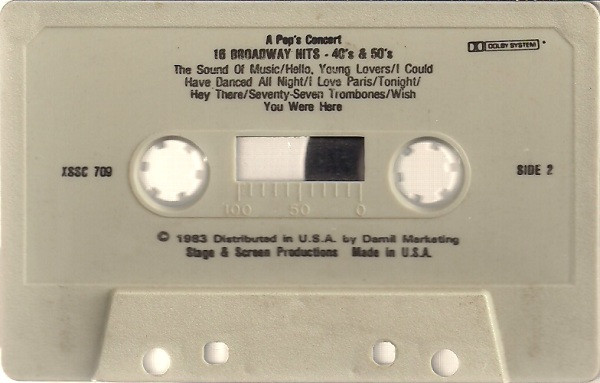 A Pop's Concert
16 BROADWAY HITS - 40's & 50's
DOLBY SYSTEM
The Sound Of Music/Hello, Young Lovers/I Could
Have Danced All Night/I Love Paris/Tonight/
Hey There/Seventy-Seven Trombones/Wish
You Were Here
XSSC 709
SIDE 2
100 50 0
© 1983 Distributed in U.S.A. by Damil Marketing
Stage & Screen Productions Made in U.S.A.